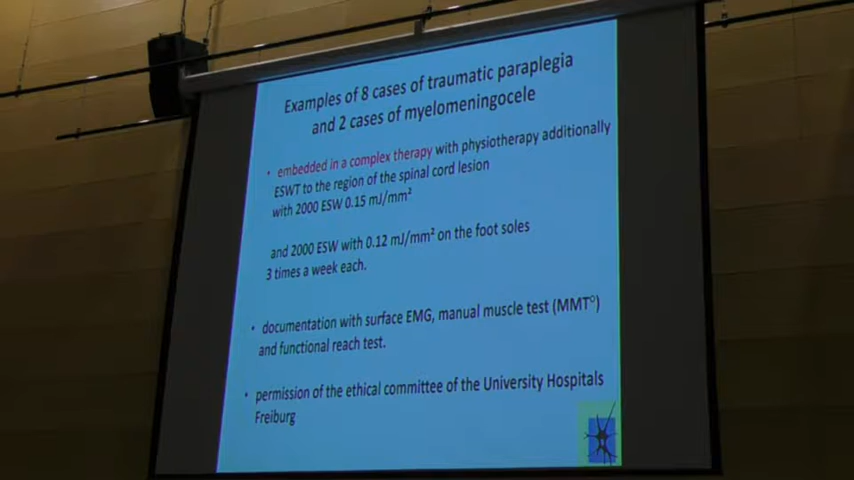 Examples of 8 cases of traumatic paraplegia
and 2 cases of myelomeningocele
• embedded in a complex therapy with physiotherapy additionally
ESWT to the region of the spinal cord lesion
with 2000 ESW 0.15 mJ/mm²
and 2000 ESW with 0.12 mJ/mm² on the foot soles
3 times a week each.
• documentation with surface EMG, manual muscle test (MMT°)
and functional reach test.
• permission of the ethical committee of the University Hospitals
Freiburg